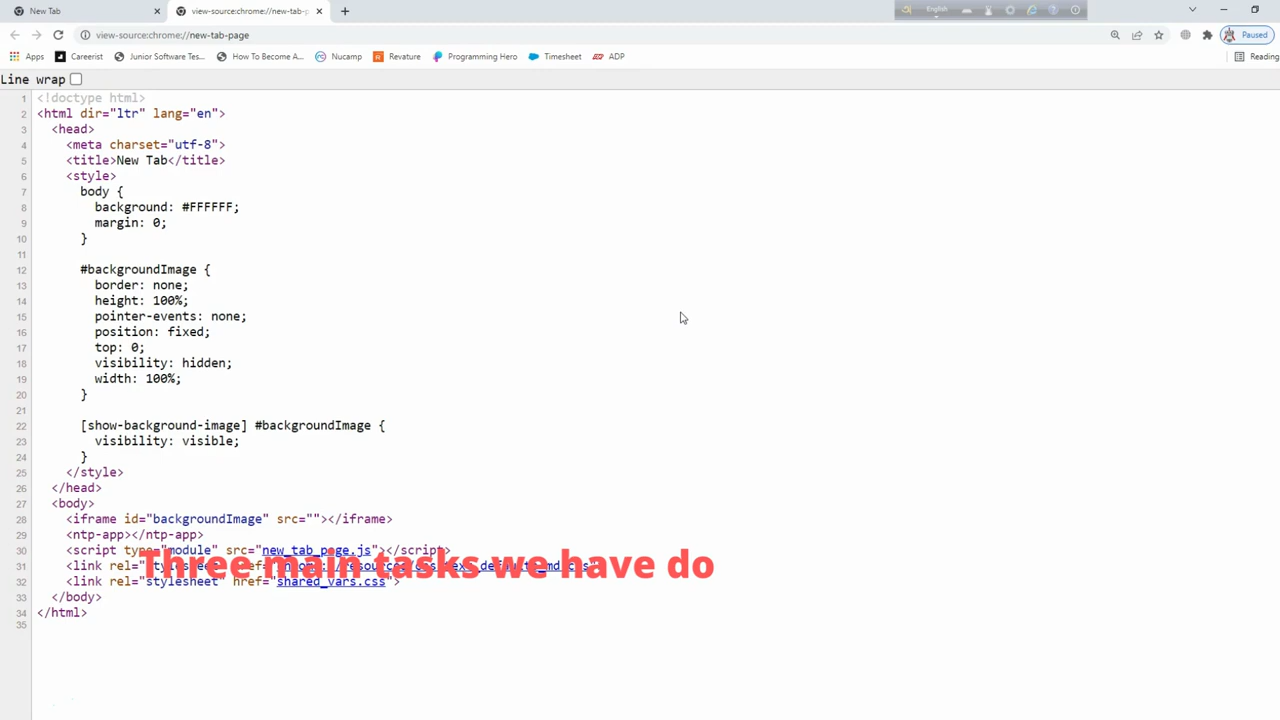 New Tab
view-source:chrome://new-tab-p
English
view-source:chrome://new-tab-page
Paused
Apps
Careerist
Junior Software Tes...
How To Become A...
Nucamp
Revature
Programming Hero
Timesheet
ADP
Reading
Line wrap
1 <!doctype html>
2 <html dir="ltr" lang="en">
3 <head>
4 <meta charset="utf-8">
5 <title>New Tab</title>
6 <style>
7 body {
8 background: #FFFFFF;
9 margin: 0;
10 }
11
12 #backgroundImage {
13 border: none;
14 height: 100%;
15 pointer-events: none;
16 position: fixed;
17 top: 0;
18 visibility: hidden;
19 width: 100%;
20 }
21
22 [show-background-image] #backgroundImage {
23 visibility: visible;
24 }
25 </style>
26 </head>
27 <body>
28 <iframe id="backgroundImage" src=""></iframe>
29 <ntp-app></ntp-app>
30 <script type="module" src="new_tab_page.js"></script>
31 <link rel="stylesheet"
Three main tasks we have do
32 <link rel="stylesheet" href="shared_vars.css">
33 </body>
34 </html>
35